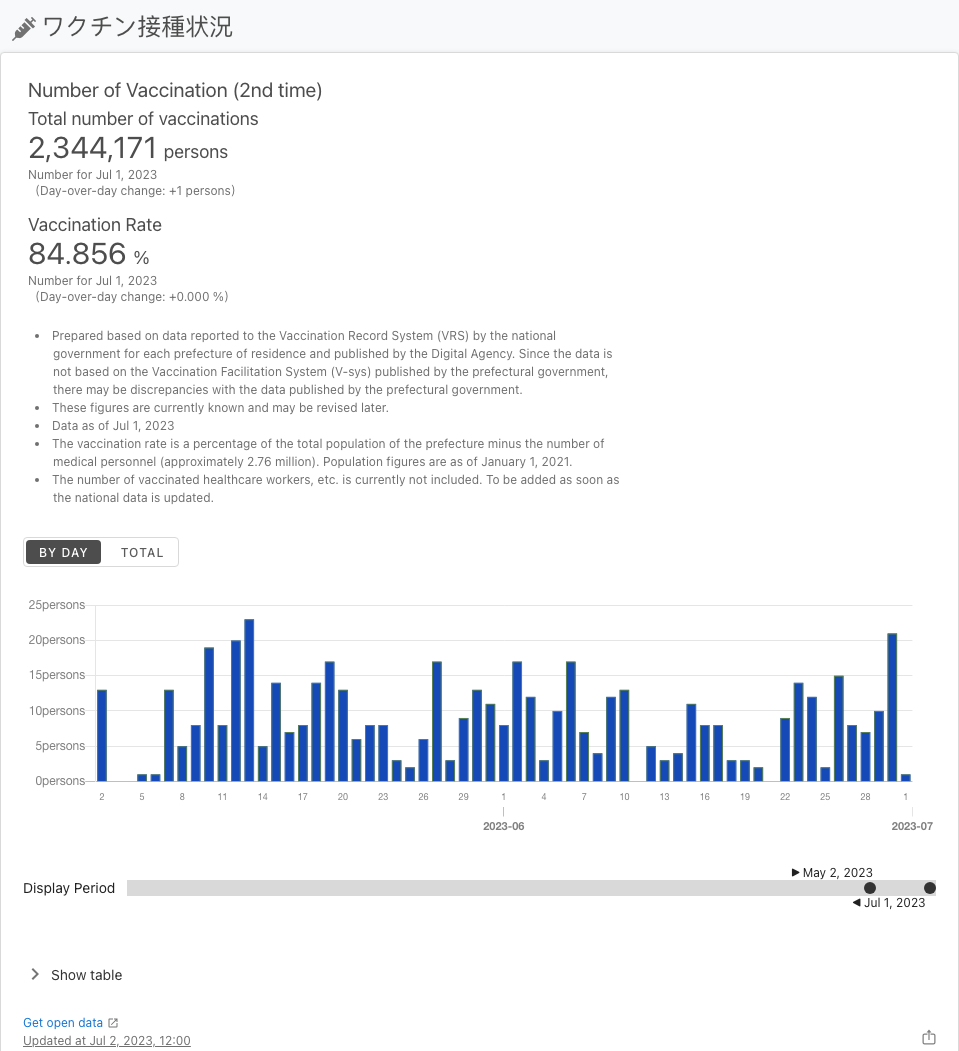 ワクチン接種状況
Number of Vaccination (2nd time)
Total number of vaccinations
2,344,171 persons
Number for Jul 1, 2023
(Day-over-day change: +1 persons)
Vaccination Rate
84.856 %
Number for Jul 1, 2023
(Day-over-day change: +0.000 %)
• Prepared based on data reported to the Vaccination Record System (VRS) by the national
government for each prefecture of residence and published by the Digital Agency. Since the data is
not based on the Vaccination Facilitation System (V-sys) published by the prefectural government,
there may be discrepancies with the data published by the prefectural government.
• These figures are currently known and may be revised later.
• Data as of Jul 1, 2023
• The vaccination rate is a percentage of the total population of the prefecture minus the number of
medical personnel (approximately 2.76 million). Population figures are as of January 1, 2021.
• The number of vaccinated healthcare workers, etc. is currently not included. To be added as soon as
the national data is updated.
BY DAY TOTAL
25persons
20persons
15persons
10persons
5persons
0persons
2 5 8 11 14 17 20 23 26 29 1 4 7 10 13 16 19 22 25 28 1
2023-06 2023-07
▶ May 2, 2023
Display Period
◀ Jul 1, 2023
Show table
Get open data
Updated at Jul 2, 2023, 12:00